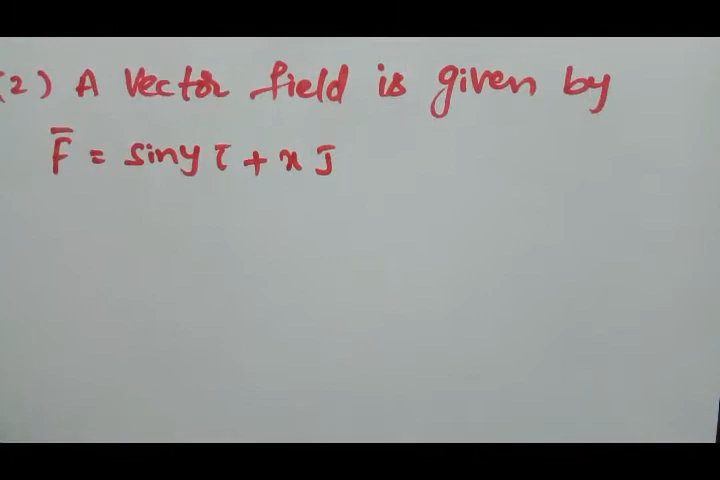 (2) A Vector field is given by
F̅ = siny i̅ + x j̅